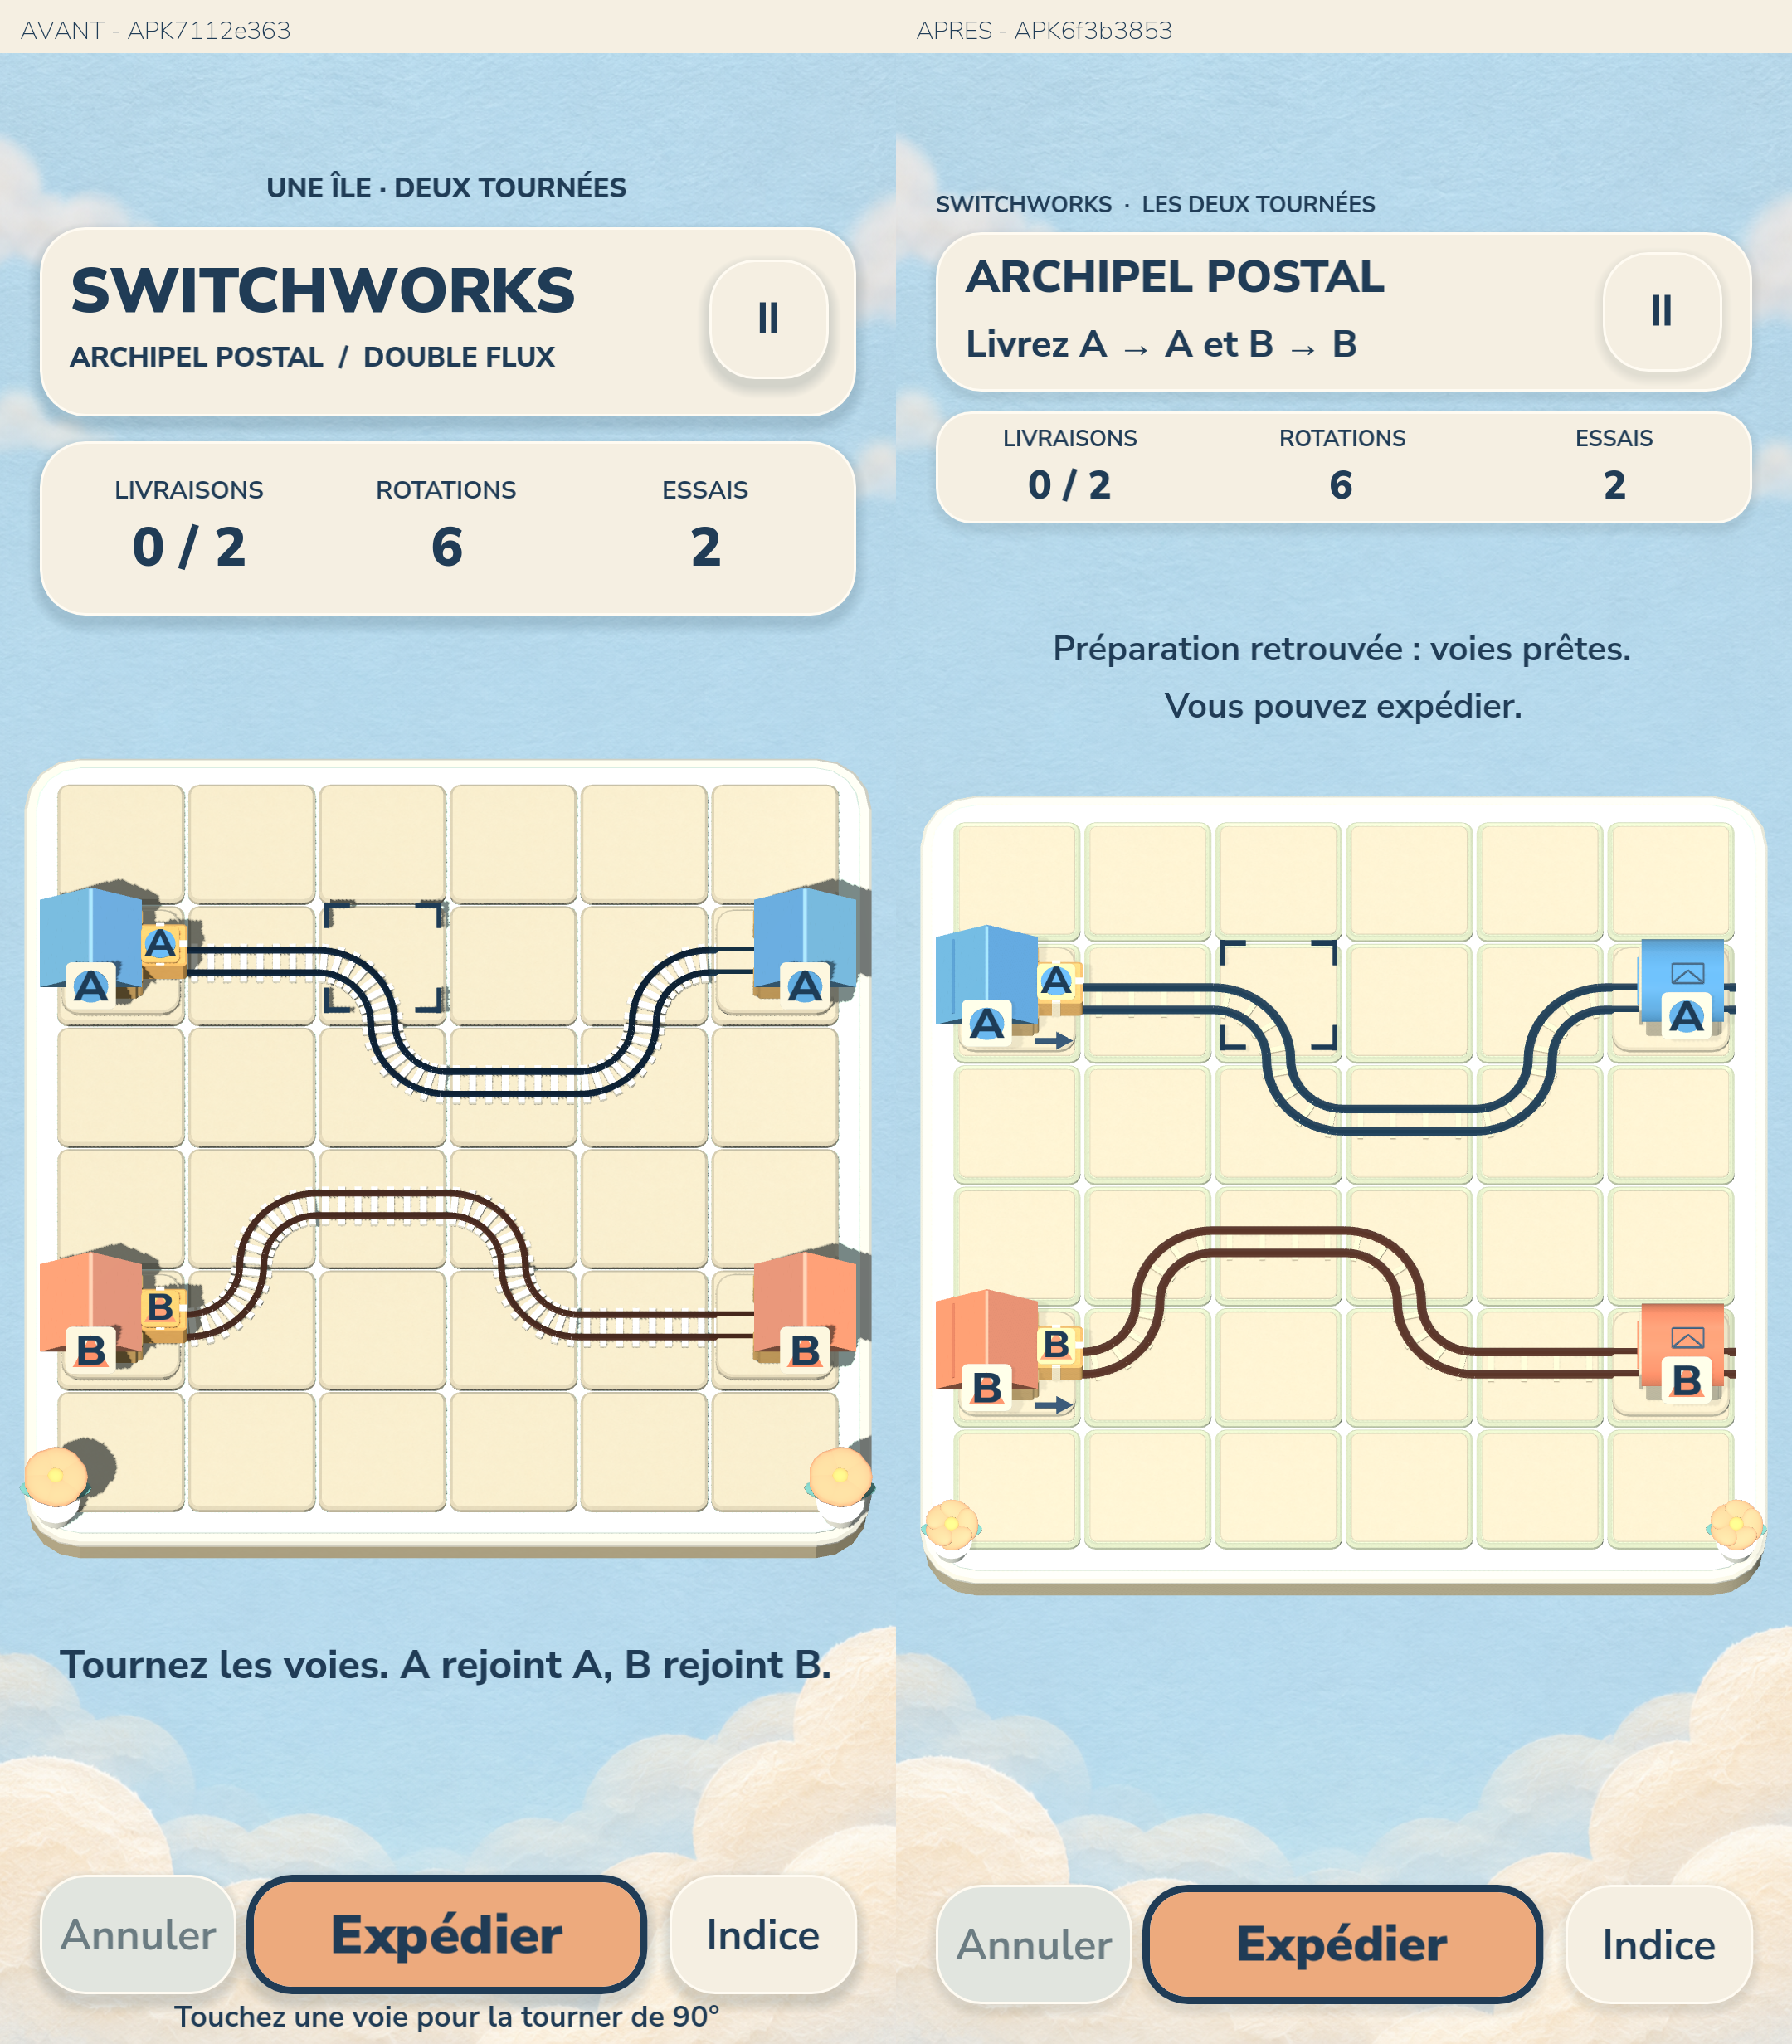 AVANT - APK7112e363
UNE ÎLE · DEUX TOURNÉES
SWITCHWORKS
ARCHIPEL POSTAL / DOUBLE FLUX
II
LIVRAISONS ROTATIONS ESSAIS
0 / 2 6 2
A A A
B B B
Tournez les voies. A rejoint A, B rejoint B.
Annuler Expédier Indice
Touchez une voie pour la tourner de 90°
APRES - APK6f3b3853
SWITCHWORKS · LES DEUX TOURNÉES
ARCHIPEL POSTAL
Livrez A → A et B → B
II
LIVRAISONS ROTATIONS ESSAIS
0 / 2 6 2
Préparation retrouvée : voies prêtes.
Vous pouvez expédier.
A A A
B B B
Annuler Expédier Indice